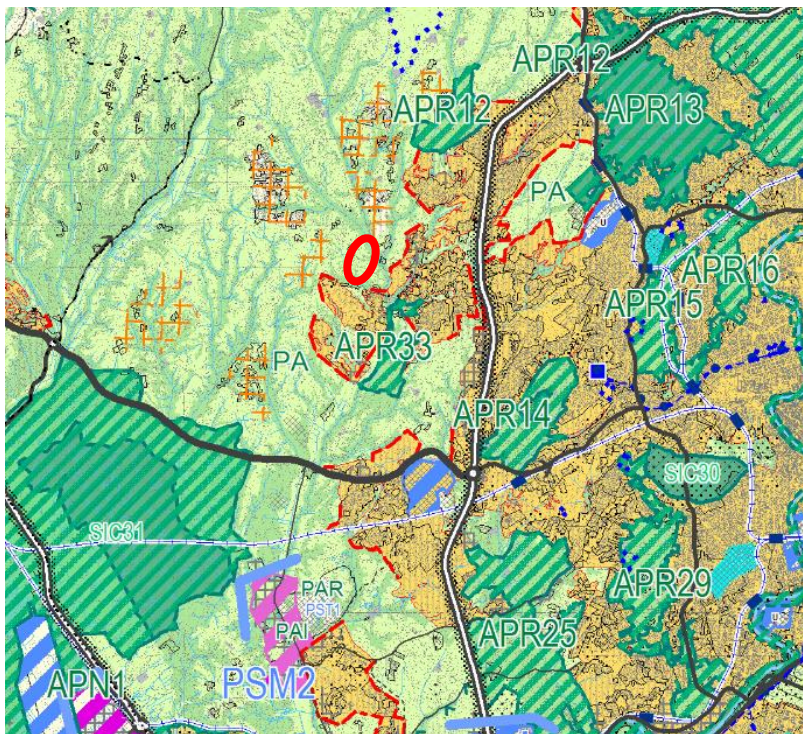 APR12
APR12
APR13
PA
U
APR16
APR15
APR33
PA
APR14
SIC30
SIC31
PAR
PST1
APR29
PAI
APR25
PSM2
APN1
U